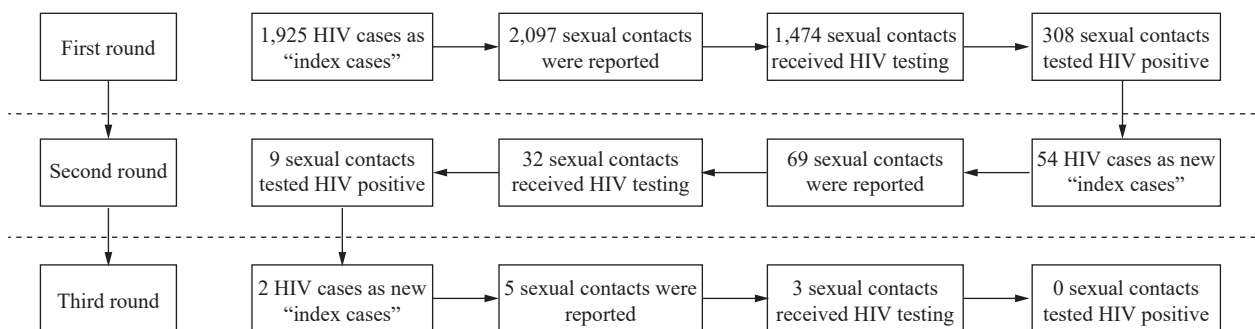 First round
1,925 HIV cases as
“index cases”
2,097 sexual contacts
were reported
1,474 sexual contacts
received HIV testing
308 sexual contacts
tested HIV positive
Second round
9 sexual contacts
tested HIV positive
32 sexual contacts
received HIV testing
69 sexual contacts
were reported
54 HIV cases as new
“index cases”
Third round
2 HIV cases as new
“index cases”
5 sexual contacts were
reported
3 sexual contacts
received HIV testing
0 sexual contacts
tested HIV positive